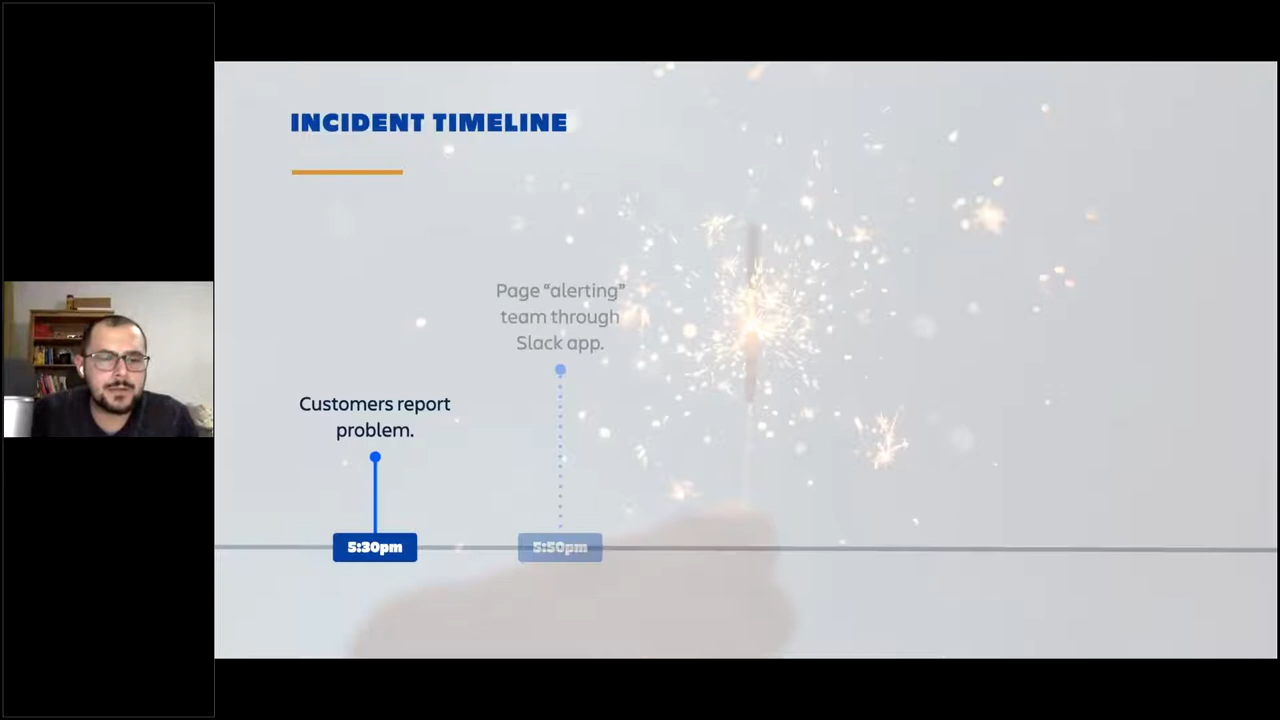 INCIDENT TIMELINE
Page “alerting”
team through
Slack app.
Customers report
problem.
5:30pm
5:50pm